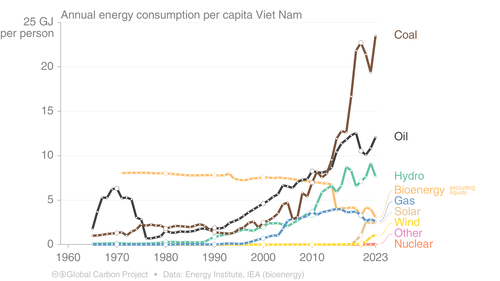 Annual energy consumption per capita Viet Nam
25 GJ
per person
20
15
10
5
0
1960 1970 1980 1990 2000 2010 2023
Coal
Oil
Hydro
Bioenergy excluding liquids
Gas
Solar
Wind
Other
Nuclear
Global Carbon Project • Data: Energy Institute, IEA (bioenergy)